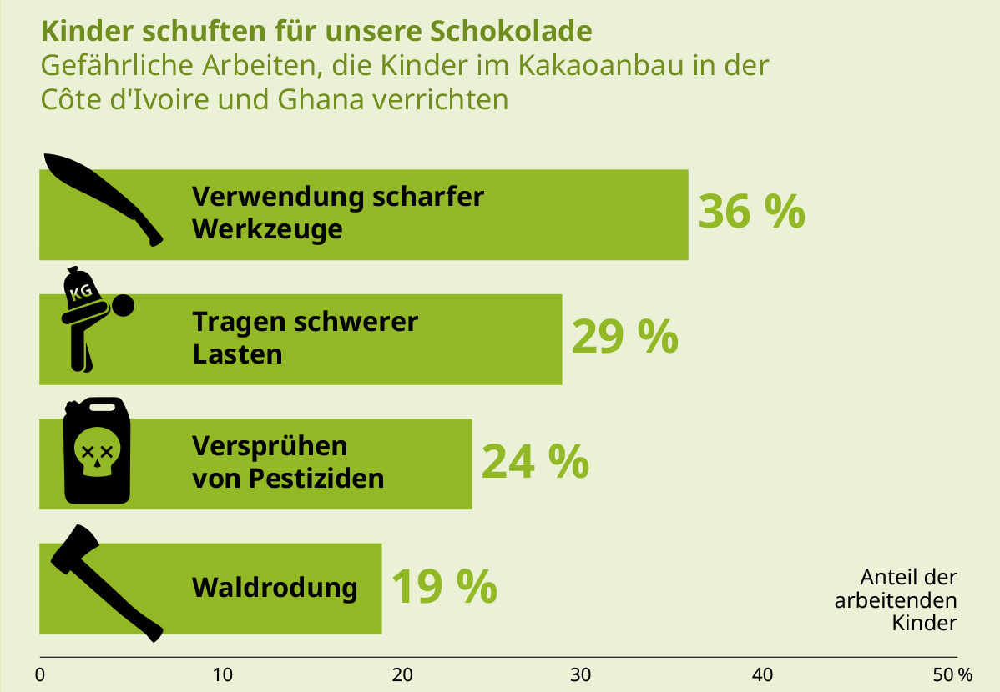 Kinder schuften für unsere Schokolade
Gefährliche Arbeiten, die Kinder im Kakaoanbau in der
Côte d'Ivoire und Ghana verrichten
Verwendung scharfer
Werkzeuge
36 %
KG
Tragen schwerer
Lasten
29 %
Versprühen
von Pestiziden
24 %
Waldrodung
19 %
Anteil der
arbeitenden
Kinder
0 10 20 30 40 50 %